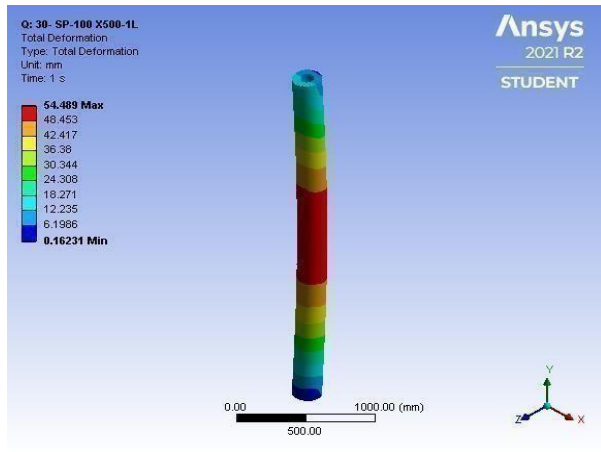 Q: 30- SP-100 X500-1L
Total Deformation
Type: Total Deformation
Unit: mm
Time: 1 s
54.489 Max
48.453
42.417
36.38
30.344
24.308
18.271
12.235
6.1986
0.16231 Min
Ansys
2021 R2
STUDENT
0.00 1000.00 (mm)
500.00
Y
Z X